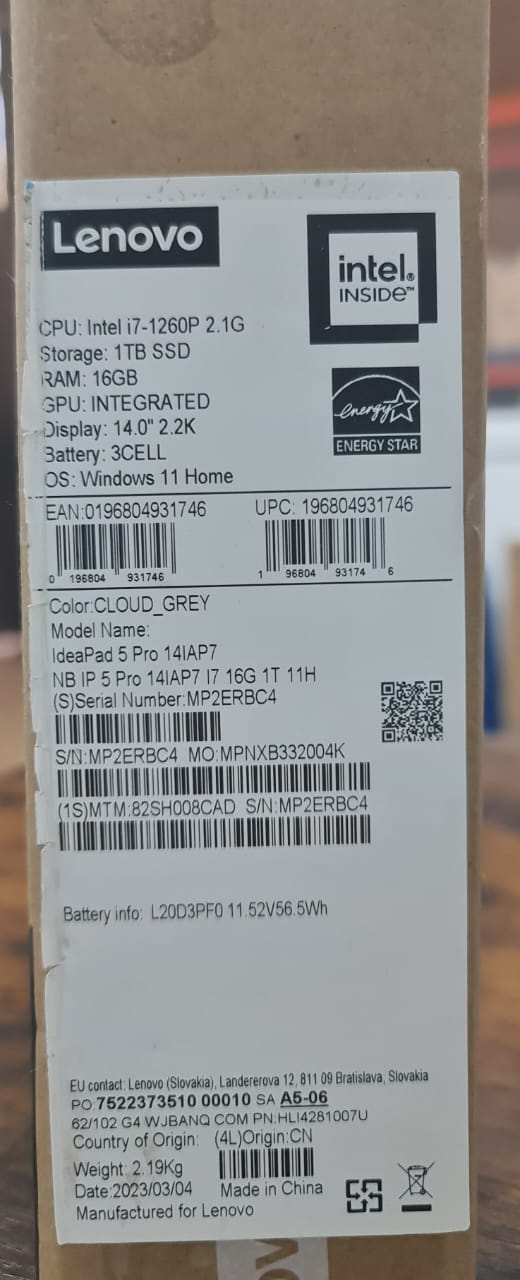 Lenovo
intel®
INSIDE™
CPU: Intel i7-1260P 2.1G
Storage: 1TB SSD
RAM: 16GB
GPU: INTEGRATED
Display: 14.0" 2.2K
Battery: 3CELL
OS: Windows 11 Home
energy
ENERGY STAR
EAN:0196804931746 UPC: 196804931746
0 196804 931746 1 96804 93174 6
Color:CLOUD_GREY
Model Name:
IdeaPad 5 Pro 14IAP7
NB IP 5 Pro 14IAP7 I7 16G 1T 11H
(S)Serial Number:MP2ERBC4
S/N:MP2ERBC4 MO:MPNXB332004K
(1S)MTM:82SH008CAD S/N:MP2ERBC4
Battery info: L20D3PF0 11.52V56.5Wh
EU contact: Lenovo (Slovakia), Landererova 12, 811 09 Bratislava, Slovakia
PO:7522373510 00010 SA A5-06
62/102 G4 WJBANQ COM PN:HLI4281007U
Country of Origin: (4L)Origin:CN
Weight: 2.19Kg
Date:2023/03/04 Made in China
Manufactured for Lenovo